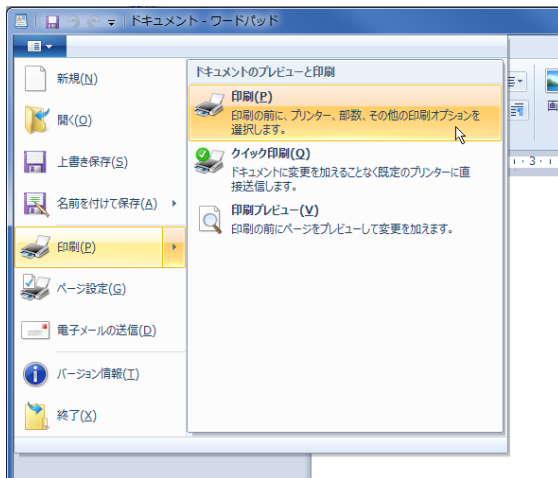 ドキュメント - ワードパッド
新規(N)
開く(O)
上書き保存(S)
名前を付けて保存(A)
印刷(P)
ページ設定(G)
電子メールの送信(D)
バージョン情報(T)
終了(X)
ドキュメントのプレビューと印刷
印刷(P)
印刷の前に、プリンター、部数、その他の印刷オプションを
選択します。
クイック印刷(Q)
ドキュメントに変更を加えることなく既定のプリンターに直
接送信します。
印刷プレビュー(V)
印刷の前にページをプレビューして変更を加えます。
画
3